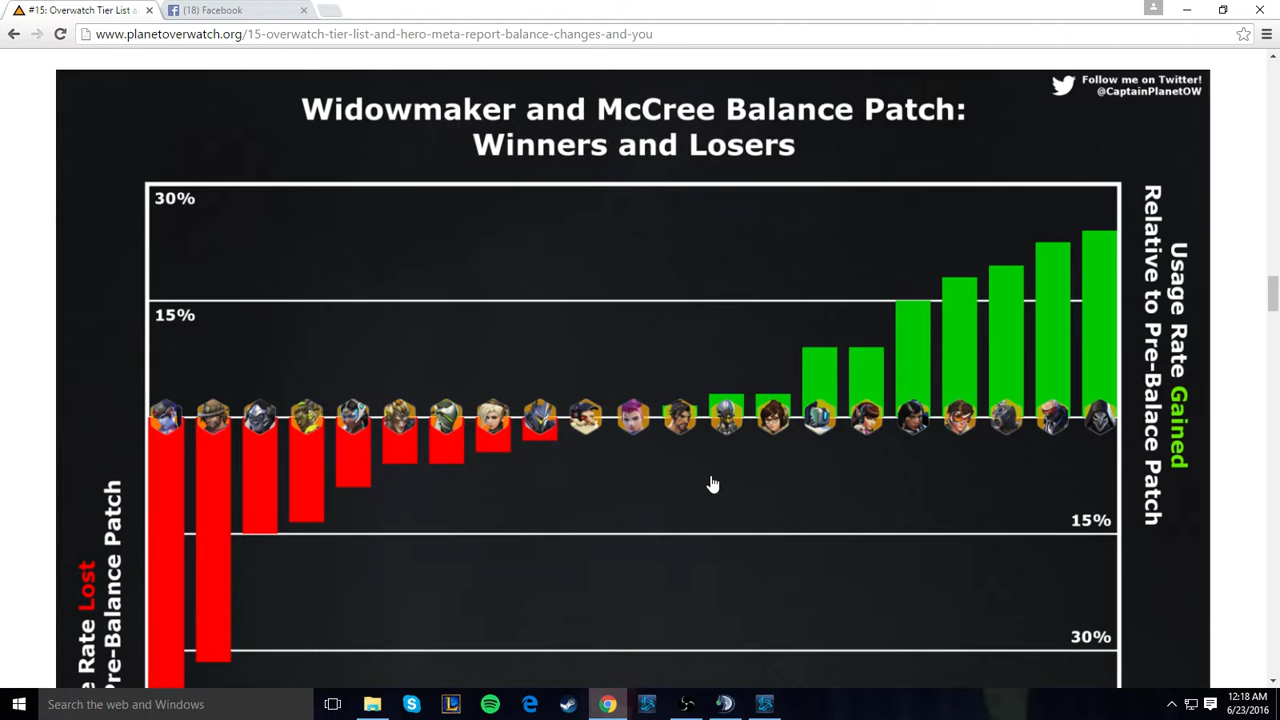 #15: Overwatch Tier List a
(18) Facebook
www.planetoverwatch.org/15-overwatch-tier-list-and-hero-meta-report-balance-changes-and-you
Follow me on Twitter!
@CaptainPlanetOW
Widowmaker and McCree Balance Patch:
Winners and Losers
30%
15%
15%
30%
Usage Rate Gained
Relative to Pre-Balace Patch
e Rate Lost
Pre-Balance Patch
Search the web and Windows
12:18 AM
6/23/2016